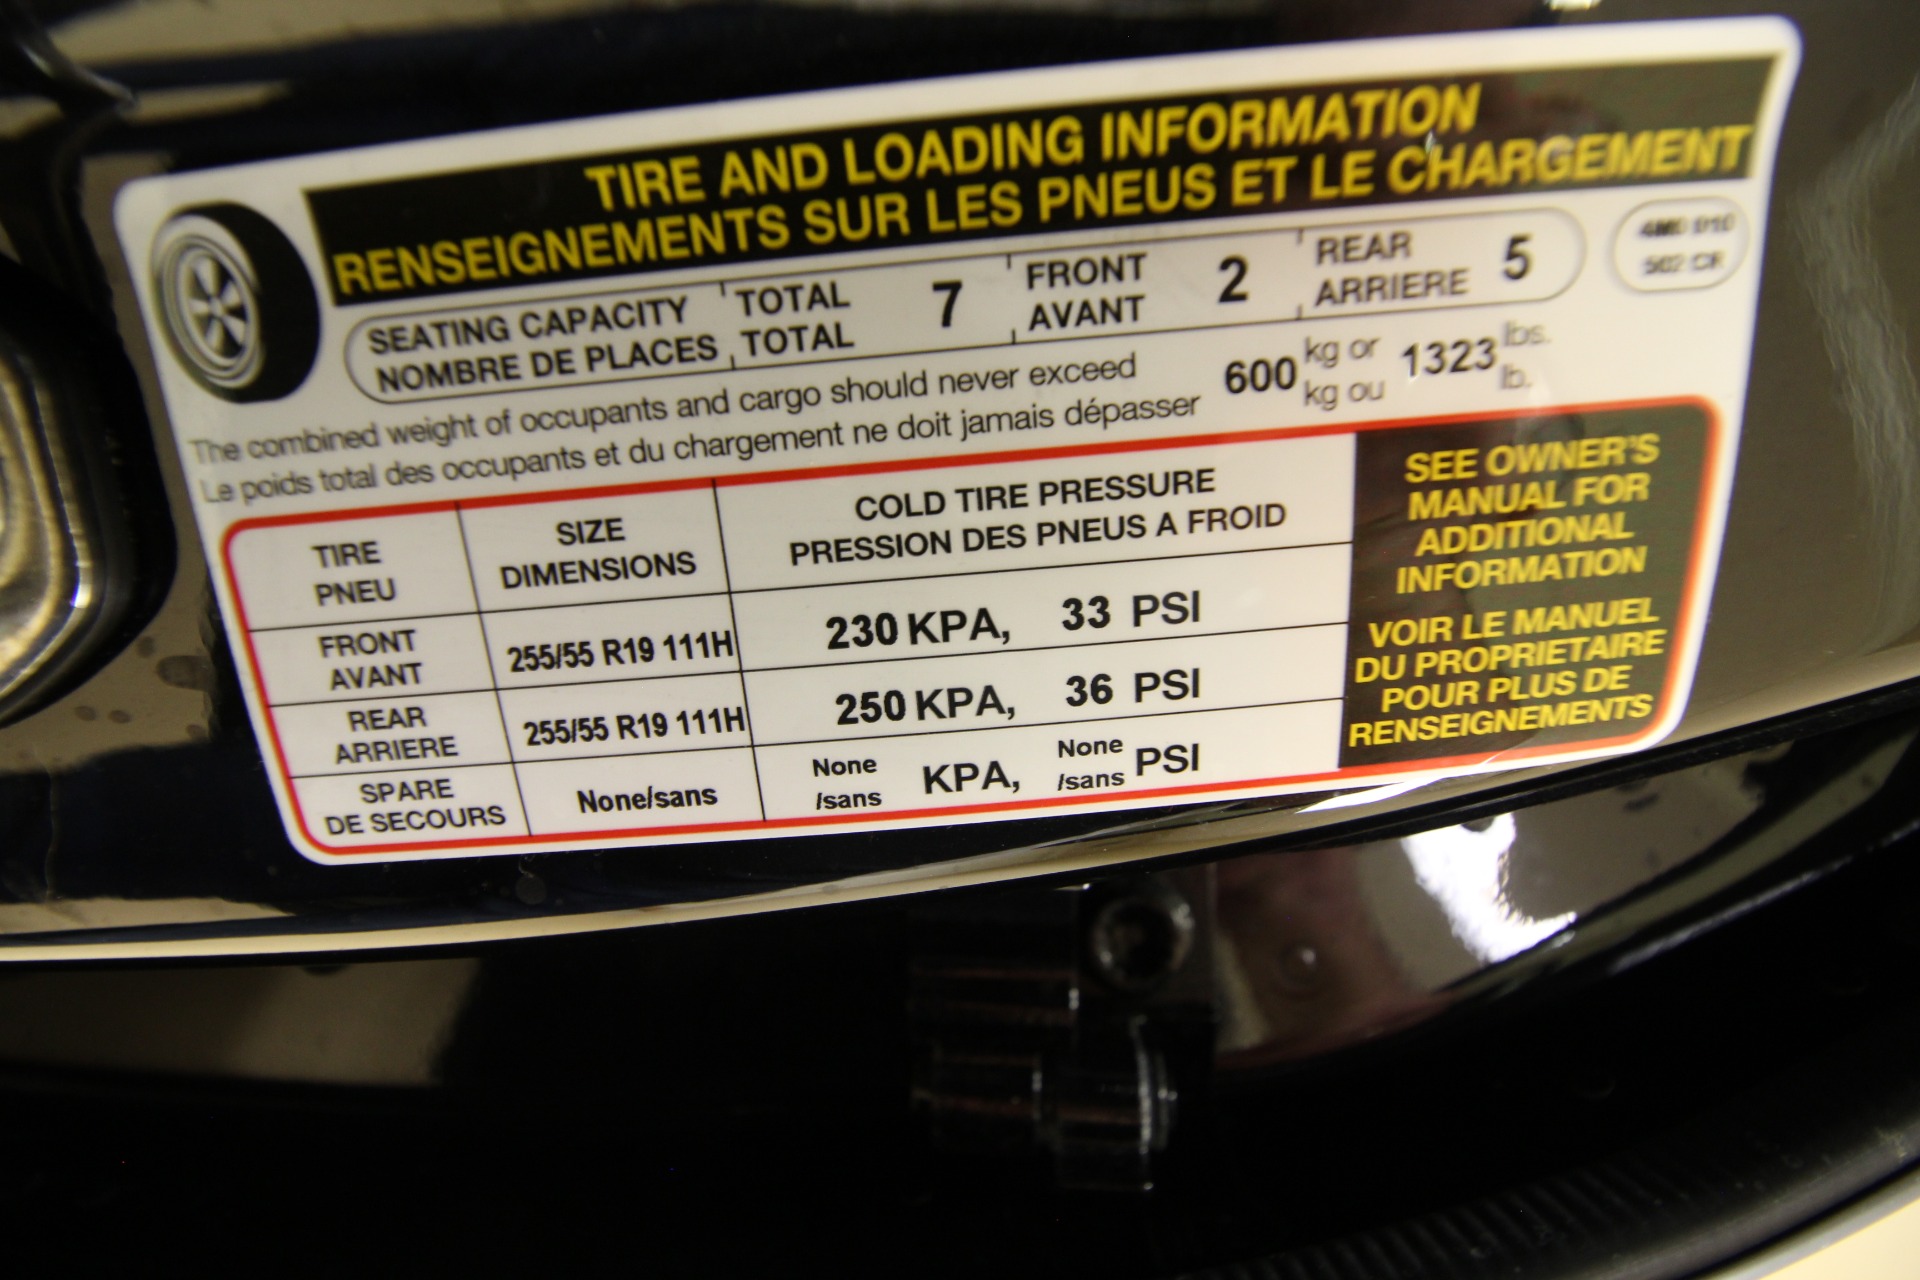 TIRE AND LOADING INFORMATION
RENSEIGNEMENTS SUR LES PNEUS ET LE CHARGEMENT
SEATING CAPACITY TOTAL 7 FRONT 2 REAR 5
NOMBRE DE PLACES TOTAL AVANT ARRIERE
4M0 010
502 CR
The combined weight of occupants and cargo should never exceed 600 kg or 1323 lbs.
Le poids total des occupants et du chargement ne doit jamais dépasser kg ou lb.
TIRE SIZE COLD TIRE PRESSURE
PNEU DIMENSIONS PRESSION DES PNEUS A FROID
FRONT 255/55 R19 111H 230 KPA, 33 PSI
AVANT
REAR 255/55 R19 111H 250 KPA, 36 PSI
ARRIERE
SPARE None/sans None /sans KPA, None /sans PSI
DE SECOURS
SEE OWNER'S
MANUAL FOR
ADDITIONAL
INFORMATION
VOIR LE MANUEL
DU PROPRIETAIRE
POUR PLUS DE
RENSEIGNEMENTS